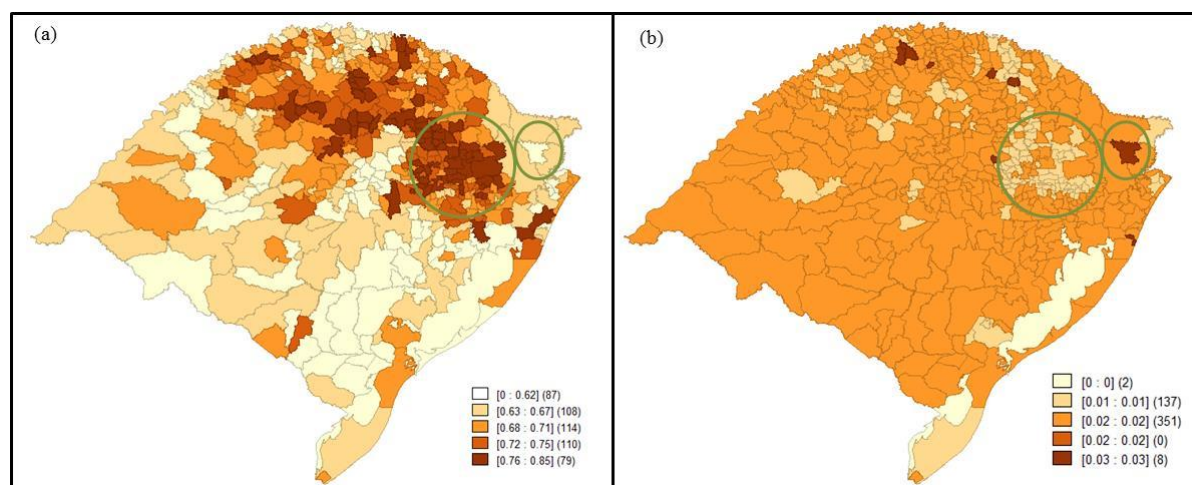 (a)
[0 : 0.62] (87)
[0.63 : 0.67] (108)
[0.68 : 0.71] (114)
[0.72 : 0.75] (110)
[0.76 : 0.85] (79)
(b)
[0 : 0] (2)
[0.01 : 0.01] (137)
[0.02 : 0.02] (351)
[0.02 : 0.02] (0)
[0.03 : 0.03] (8)